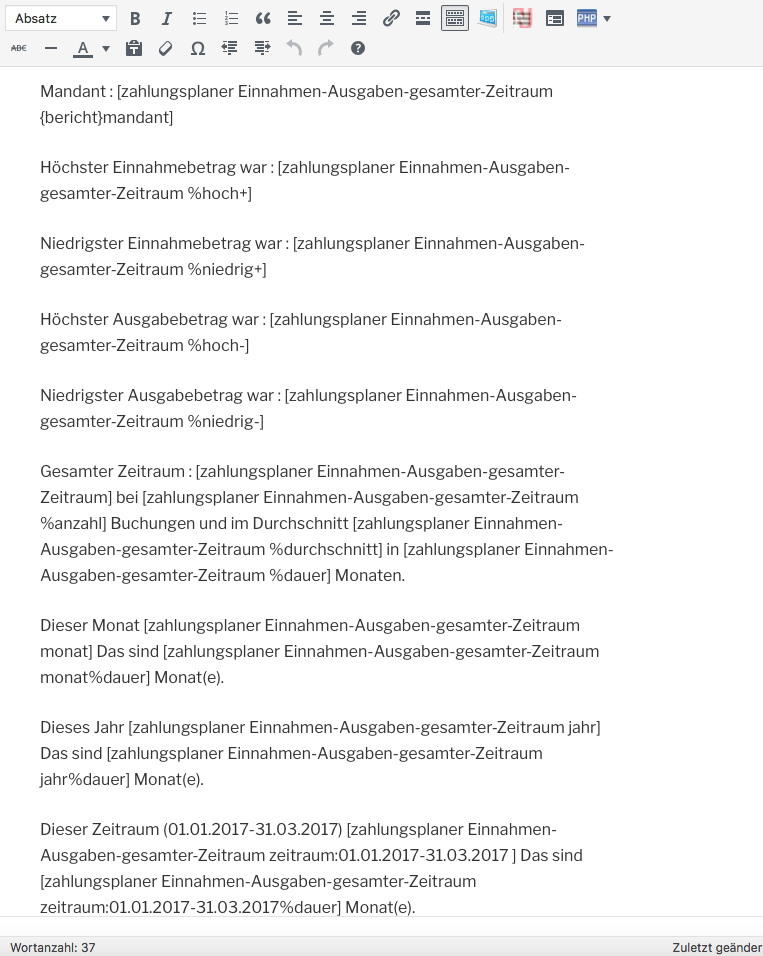 Absatz
B I
ABC A Ω
PHP
Mandant : [zahlungsplaner Einnahmen-Ausgaben-gesamter-Zeitraum
{bericht}mandant]
Höchster Einnahmebetrag war : [zahlungsplaner Einnahmen-Ausgaben-
gesamter-Zeitraum %hoch+]
Niedrigster Einnahmebetrag war : [zahlungsplaner Einnahmen-Ausgaben-
gesamter-Zeitraum %niedrig+]
Höchster Ausgabebetrag war : [zahlungsplaner Einnahmen-Ausgaben-
gesamter-Zeitraum %hoch-]
Niedrigster Ausgabebetrag war : [zahlungsplaner Einnahmen-Ausgaben-
gesamter-Zeitraum %niedrig-]
Gesamter Zeitraum : [zahlungsplaner Einnahmen-Ausgaben-gesamter-
Zeitraum] bei [zahlungsplaner Einnahmen-Ausgaben-gesamter-Zeitraum
%anzahl] Buchungen und im Durchschnitt [zahlungsplaner Einnahmen-
Ausgaben-gesamter-Zeitraum %durchschnitt] in [zahlungsplaner Einnahmen-
Ausgaben-gesamter-Zeitraum %dauer] Monaten.
Dieser Monat [zahlungsplaner Einnahmen-Ausgaben-gesamter-Zeitraum
monat] Das sind [zahlungsplaner Einnahmen-Ausgaben-gesamter-Zeitraum
monat%dauer] Monat(e).
Dieses Jahr [zahlungsplaner Einnahmen-Ausgaben-gesamter-Zeitraum jahr]
Das sind [zahlungsplaner Einnahmen-Ausgaben-gesamter-Zeitraum
jahr%dauer] Monat(e).
Dieser Zeitraum (01.01.2017-31.03.2017) [zahlungsplaner Einnahmen-
Ausgaben-gesamter-Zeitraum zeitraum:01.01.2017-31.03.2017 ] Das sind
[zahlungsplaner Einnahmen-Ausgaben-gesamter-Zeitraum
zeitraum:01.01.2017-31.03.2017%dauer] Monat(e).
Wortanzahl: 37 Zuletzt geänder